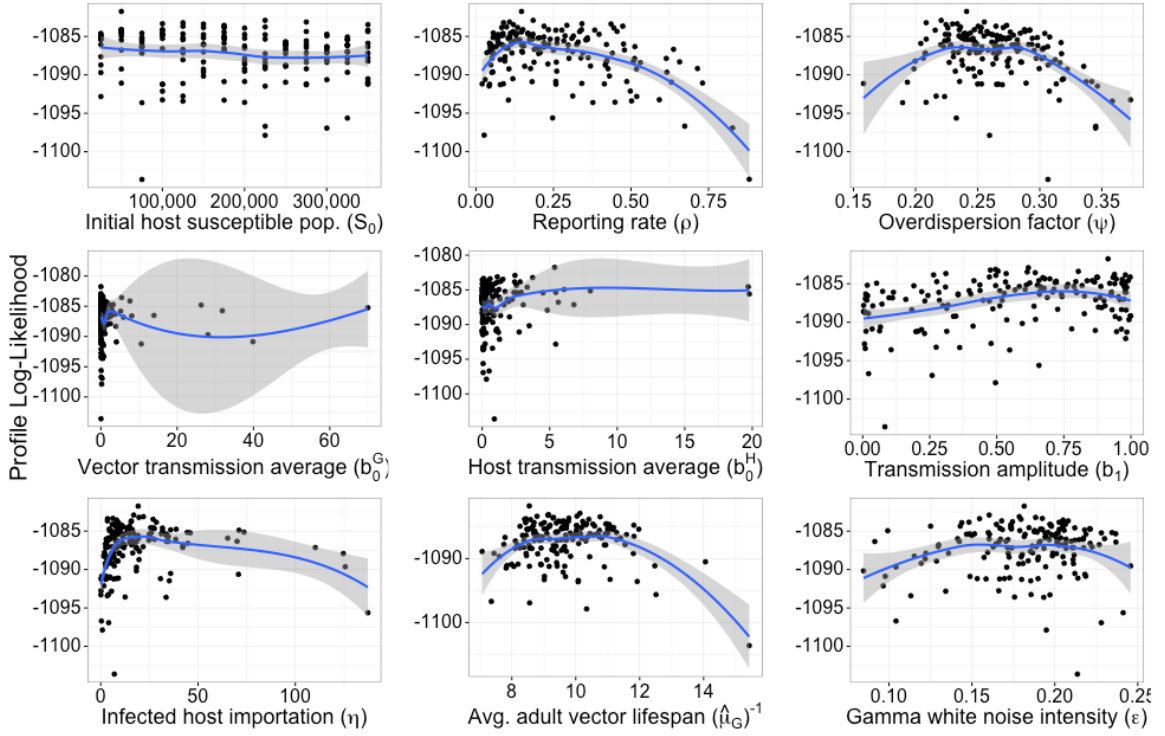 -1085
-1090
-1095
-1100
100,000 200,000 300,000
Initial host susceptible pop. (S₀)
-1085
-1090
-1095
-1100
0.00 0.25 0.50 0.75
Reporting rate (ρ)
-1085
-1090
-1095
-1100
0.15 0.20 0.25 0.30 0.35
Overdispersion factor (ψ)
Profile Log-Likelihood
-1080
-1085
-1090
-1095
-1100
0 20 40 60
Vector transmission average (b₀ᴳ)
-1080
-1085
-1090
-1095
-1100
0 5 10 15 20
Host transmission average (b₀ᴴ)
-1085
-1090
-1095
-1100
0.00 0.25 0.50 0.75 1.00
Transmission amplitude (b₁)
-1085
-1090
-1095
-1100
0 50 100
Infected host importation (η)
-1090
-1100
8 10 12 14
Avg. adult vector lifespan (μ̂_G)⁻¹
-1085
-1090
-1095
-1100
0.10 0.15 0.20 0.25
Gamma white noise intensity (ε)